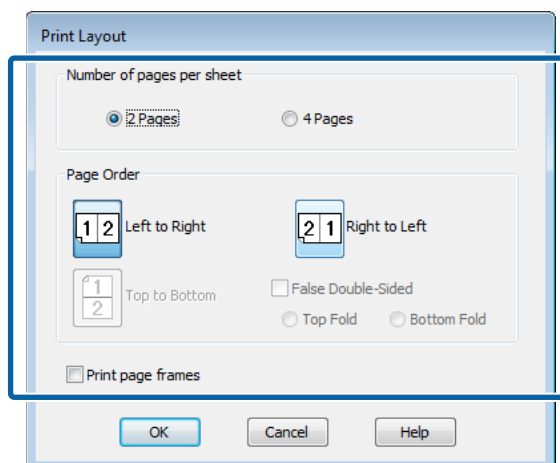 Print Layout
Number of pages per sheet
2 Pages 4 Pages
Page Order
1 2 Left to Right 2 1 Right to Left
1
2 Top to Bottom False Double-Sided
Top Fold Bottom Fold
Print page frames
OK Cancel Help